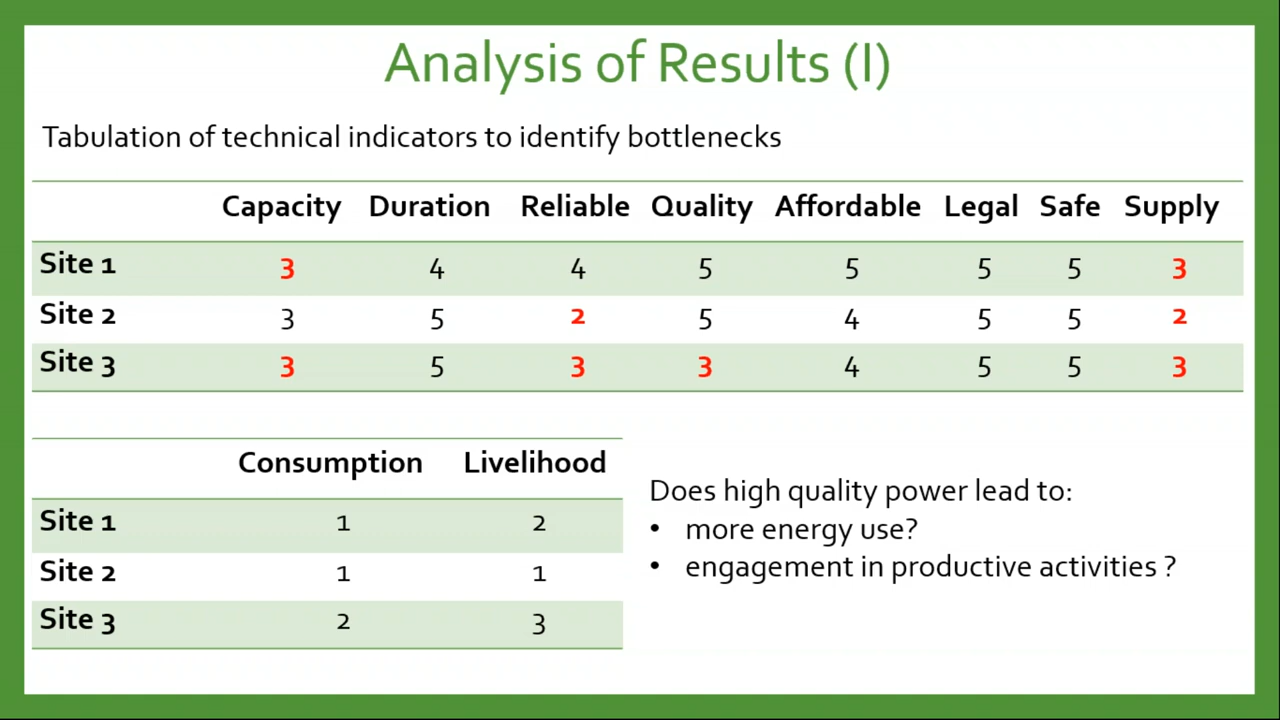 Analysis of Results (I)
Tabulation of technical indicators to identify bottlenecks
Capacity Duration Reliable Quality Affordable Legal Safe Supply
Site 1 3 4 4 5 5 5 5 3
Site 2 3 5 2 5 4 5 5 2
Site 3 3 5 3 3 4 5 5 3
Consumption Livelihood
Site 1 1 2
Site 2 1 1
Site 3 2 3
Does high quality power lead to:
• more energy use?
• engagement in productive activities ?